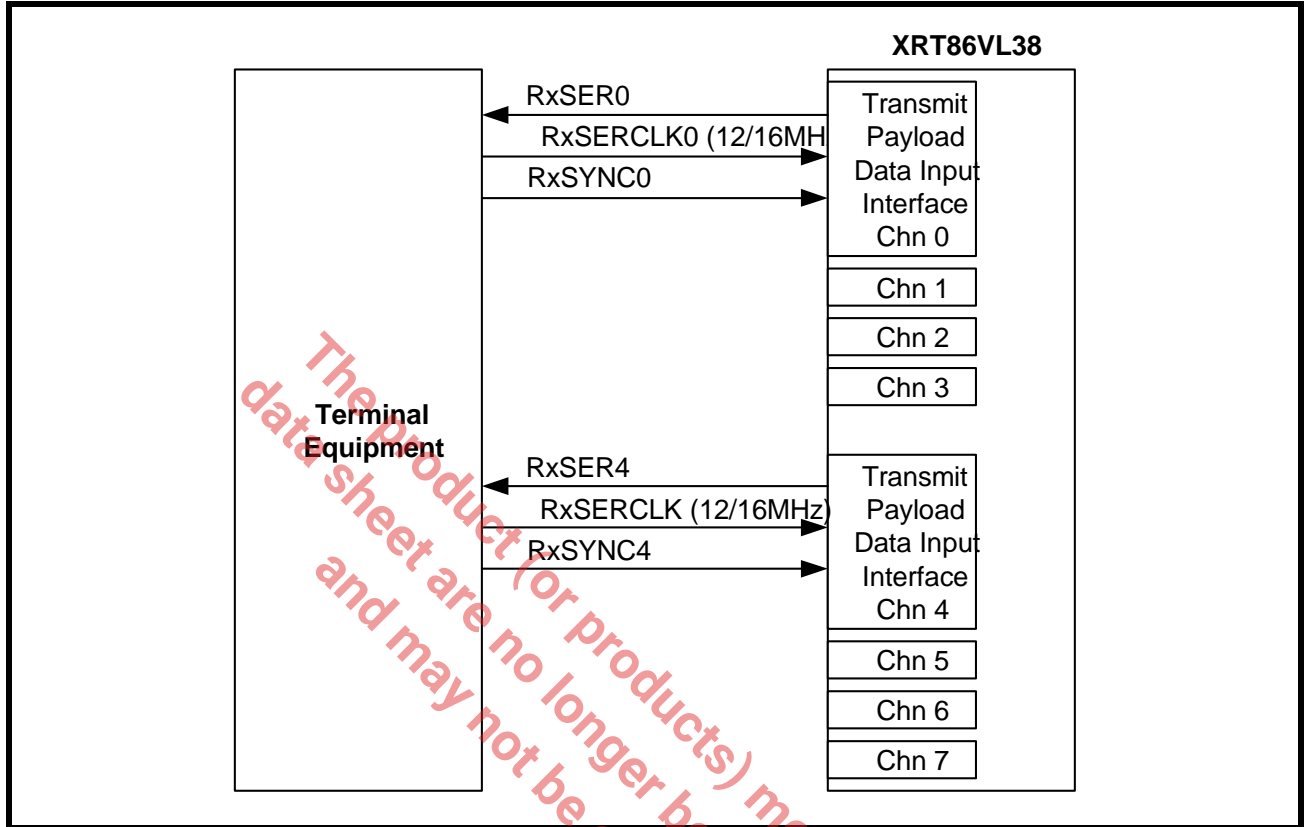 XRT86VL38
RxSER0
RxSERCLK0 (12/16MH
RxSYNC0
Transmit
Payload
Data Input
Interface
Chn 0
Chn 1
Chn 2
Chn 3
Terminal
Equipment
RxSER4
RxSERCLK (12/16MHz)
RxSYNC4
Transmit
Payload
Data Input
Interface
Chn 4
Chn 5
Chn 6
Chn 7
The product (or products) me
data sheet are no longer be
and may not be